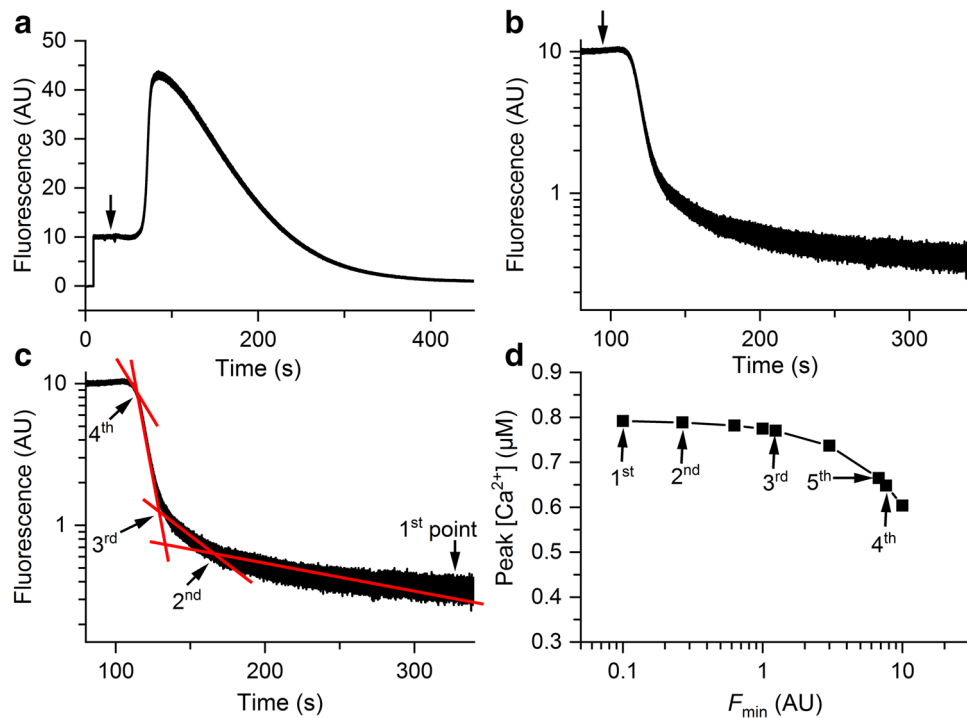 a
50
40
30
20
10
0
Fluorescence (AU)
0
200
400
Time (s)
b
10
1
Fluorescence (AU)
100
200
300
Time (s)
c
10
1
Fluorescence (AU)
4th
3rd
2nd
1st point
100
200
300
Time (s)
d
0.9
0.8
0.7
0.6
0.5
0.4
0.3
Peak [Ca2+] (μM)
1st
2nd
3rd
5th
4th
0.1
1
10
Fmin (AU)